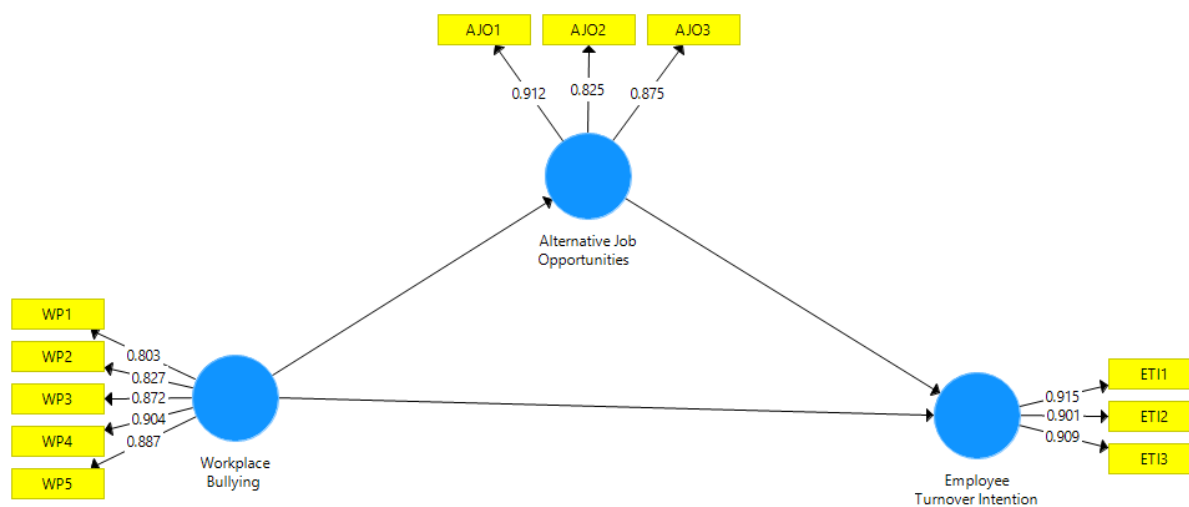 AJO1 AJO2 AJO3
0.912 0.825 0.875
Alternative Job
Opportunities
WP1
WP2
WP3
WP4
WP5
0.803
0.827
0.872
0.904
0.887
Workplace
Bullying
ETI1
ETI2
ETI3
0.915
0.901
0.909
Employee
Turnover Intention